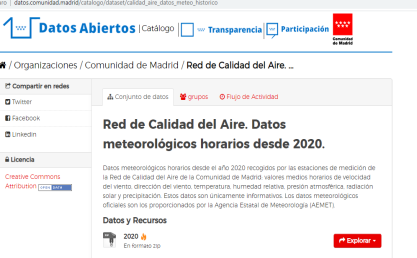 datos.comunidad.madrid/catalogo/dataset/calidad_aire_datos_meteo_historico
Datos Abiertos | Catálogo | Transparencia | Participación
Comunidad
de Madrid
/ Organizaciones / Comunidad de Madrid / Red de Calidad del Aire. ...
Compartir en redes
Twitter
Facebook
Linkedin
Licencia
Creative Commons
Attribution OPEN DATA
Conjunto de datos
grupos
Flujo de Actividad
Red de Calidad del Aire. Datos
meteorológicos horarios desde 2020.
Datos meteorológicos horarios desde el año 2020 recogidos por las estaciones de medición de
la Red de Calidad del Aire de la Comunidad de Madrid: valores medios horarios de velocidad
del viento, dirección del viento, temperatura, humedad relativa, presión atmosférica, radiación
solar y precipitación. Estos datos son únicamente informativos. Los datos meteorológicos
oficiales son los proporcionados por la Agencia Estatal de Meteorología (AEMET).
Datos y Recursos
2020
En formato zip
Explorar